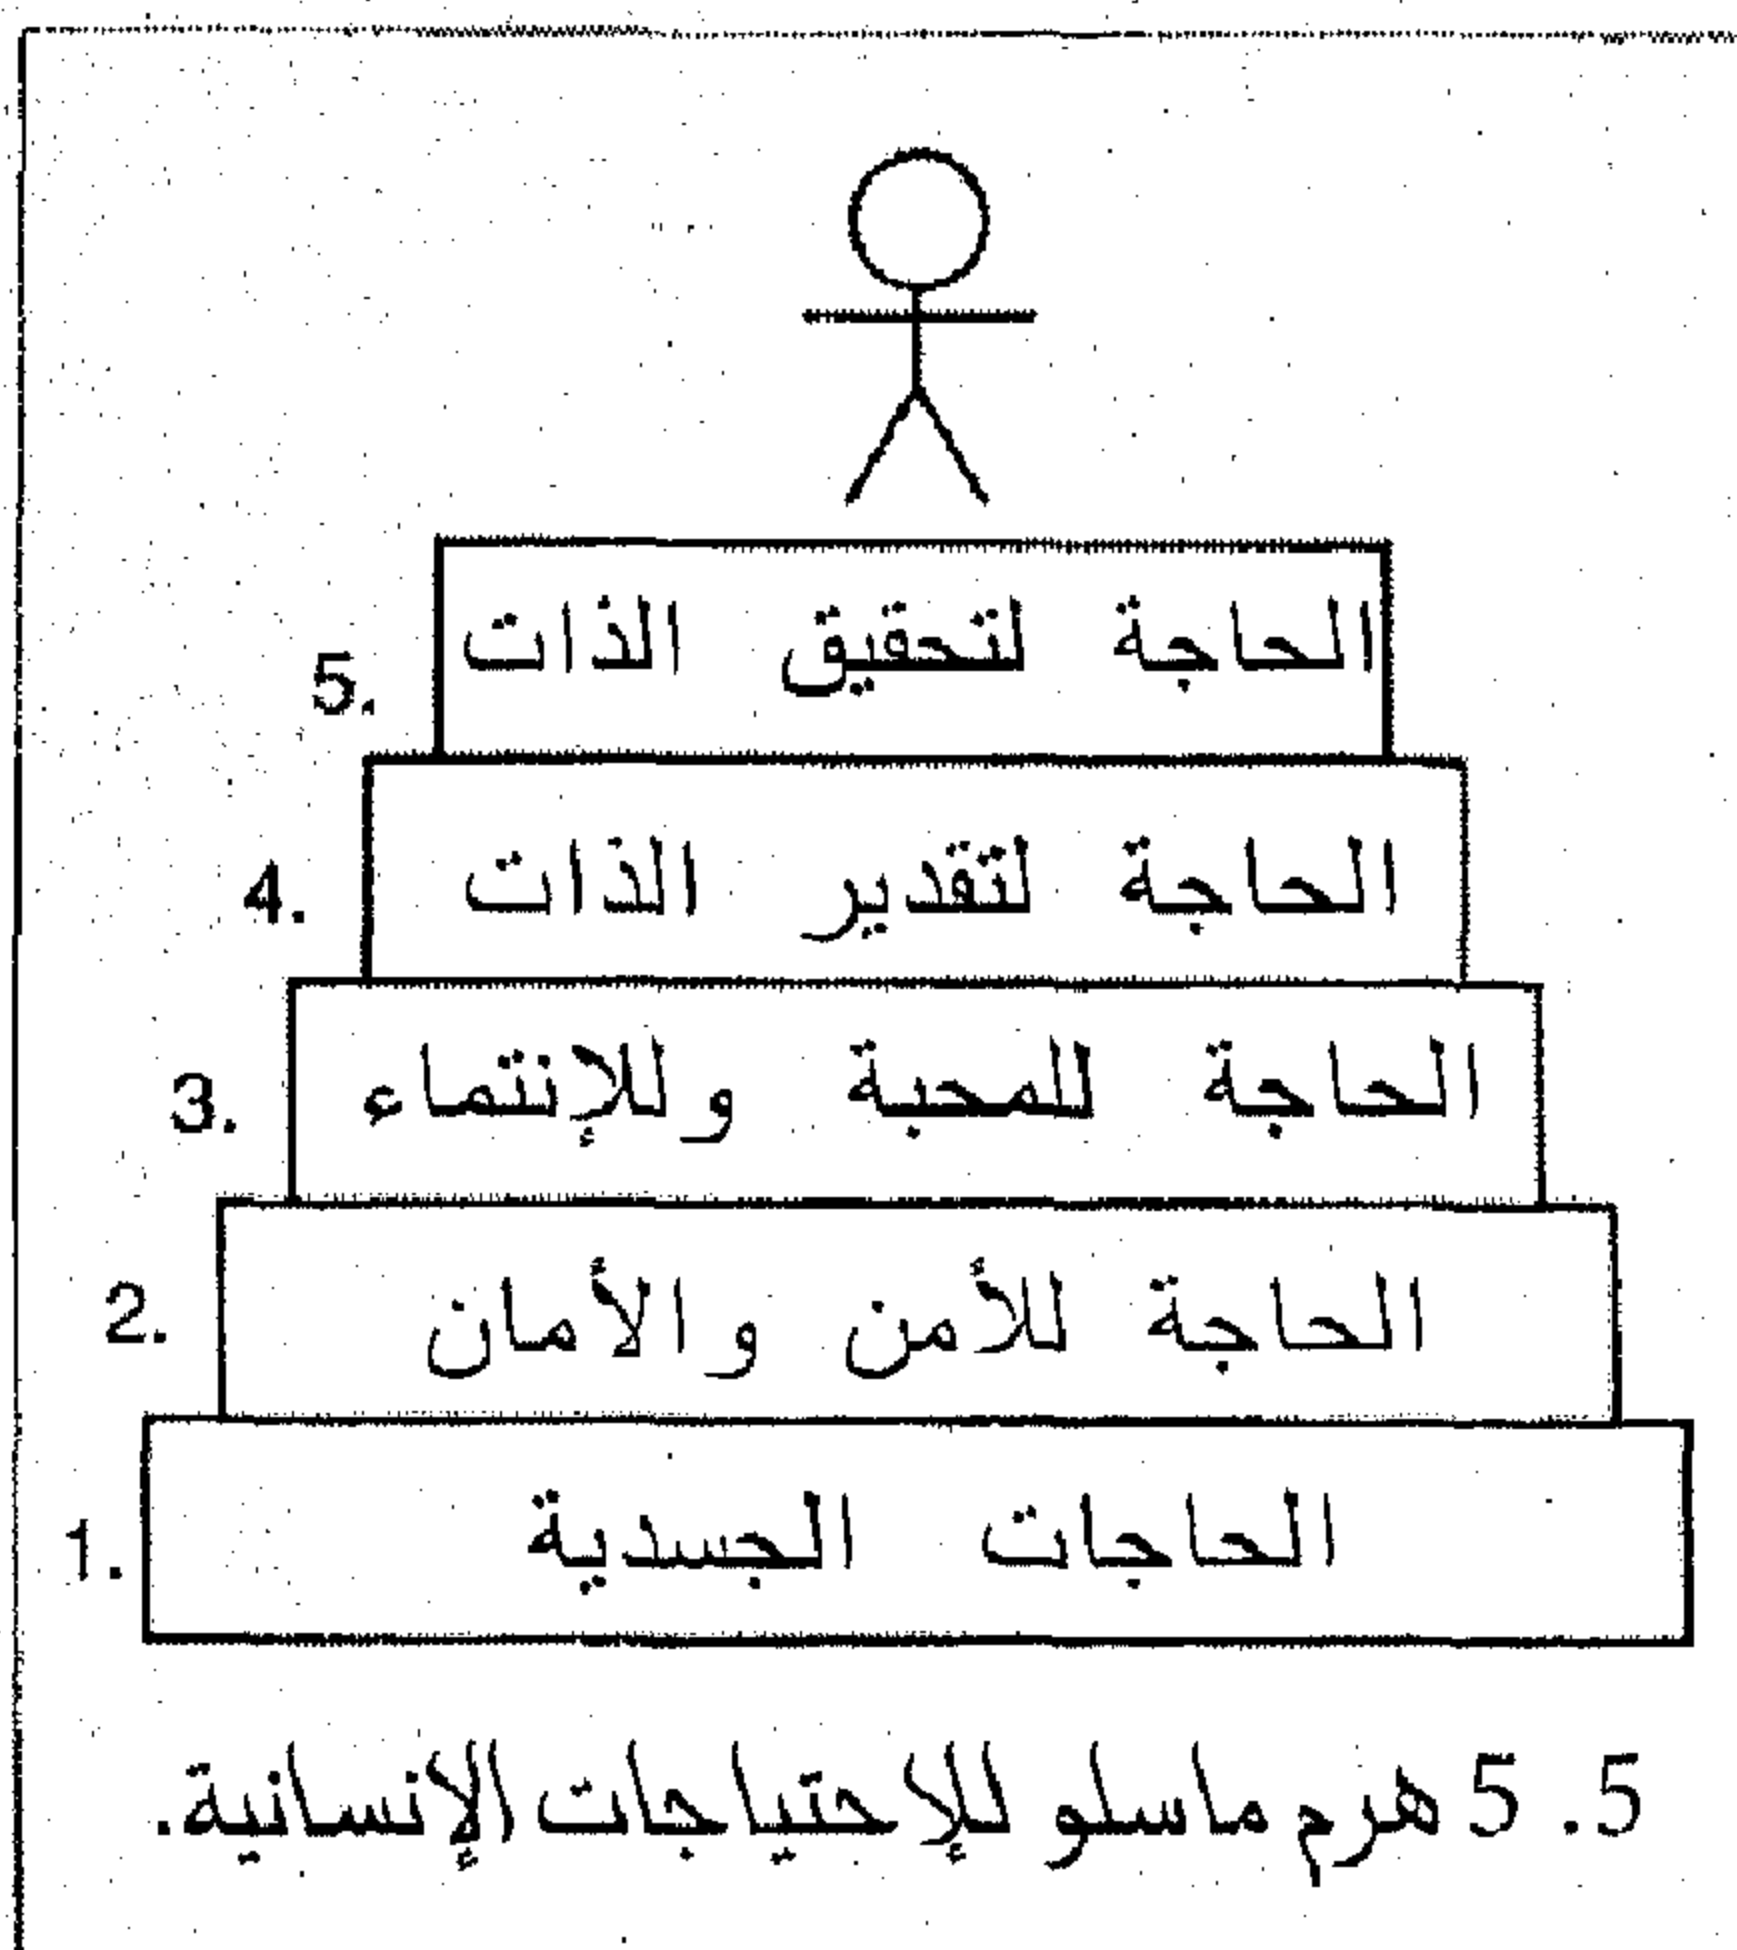 5. الحاجة لتحقيق الذات
4. الحاجة لتقدير الذات
3. الحاجة للمحبة وللإنتماء
2. الحاجة للأمن والأمان
1. الحاجات الجسدية
5. 5 هرم ماسلو للإحتياجات الإنسانية.